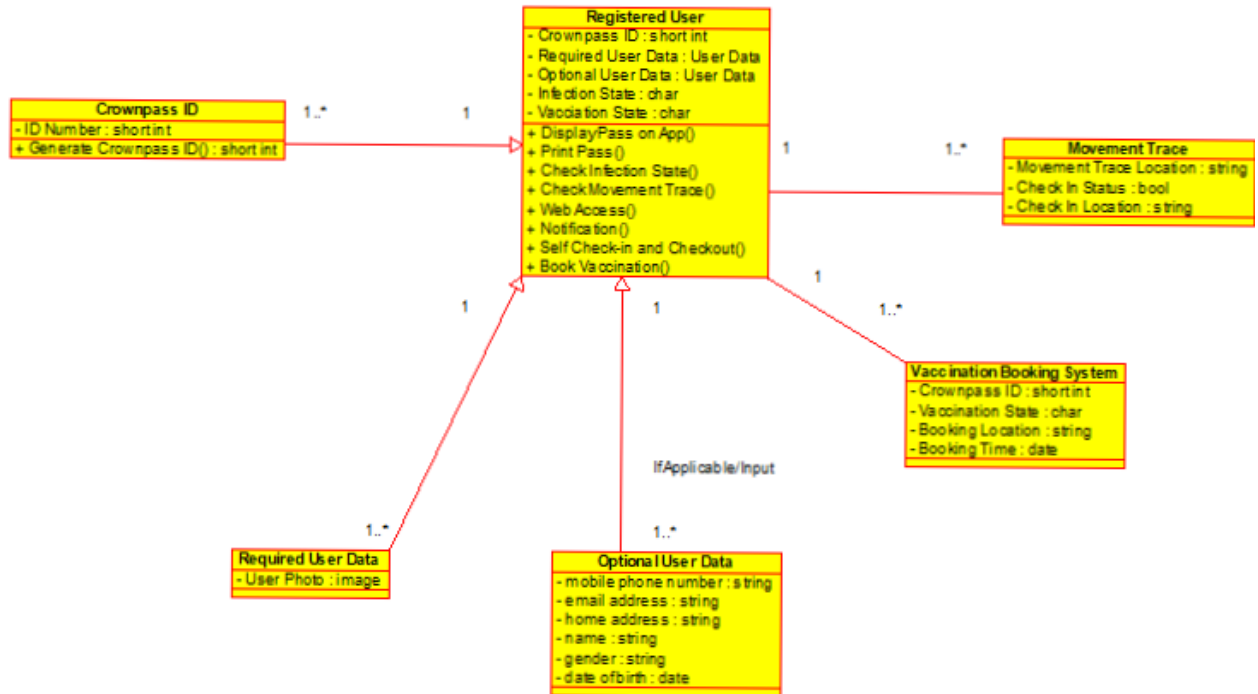 Registered User
- Crownpass ID : short int
- Required User Data : User Data
- Optional User Data : User Data
- Infection State : char
- Vacciation State : char
+ DisplayPass on App()
+ Print Pass()
+ Check Infection State()
+ Check Movement Trace()
+ Web Access()
+ Notification()
+ Self Check-in and Checkout()
+ Book Vaccination()
Crownpass ID
- ID Number : short int
+ Generate Crownpass ID() : short int
1..*
1
1
1..*
Movement Trace
- Movement Trace Location : string
- Check In Status : bool
- Check In Location : string
1
1
1
1..*
Vaccination Booking System
- Crownpass ID : short int
- Vaccination State : char
- Booking Location : string
- Booking Time : date
IfApplicable/Input
1..*
1..*
Required User Data
- User Photo : image
Optional User Data
- mobile phone number : string
- email address : string
- home address : string
- name : string
- gender : string
- date of birth : date